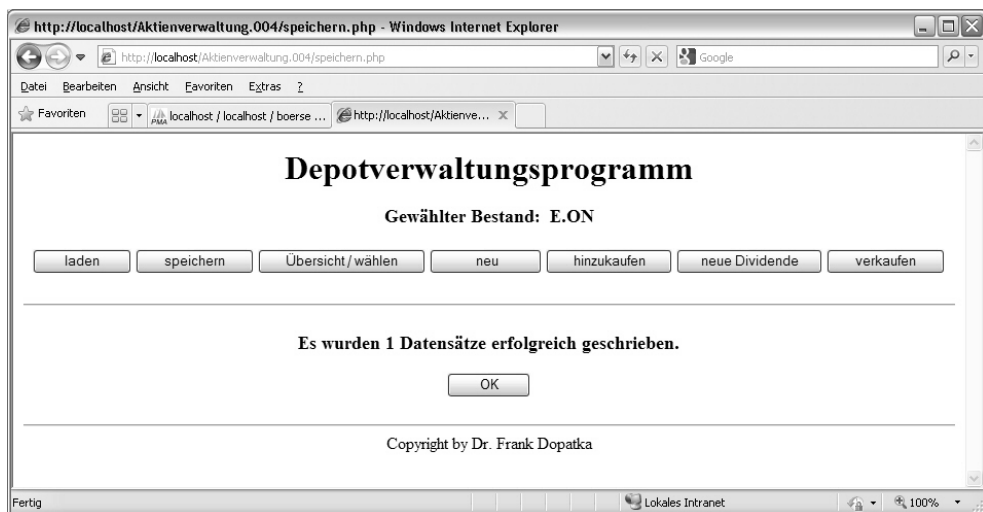 http://localhost/Aktienverwaltung.004/speichern.php - Windows Internet Explorer
http://localhost/Aktienverwaltung.004/speichern.php
Google
Datei Bearbeiten Ansicht Favoriten Extras ?
Favoriten
PMA localhost / localhost / boerse ...
http://localhost/Aktienve...
Depotverwaltungsprogramm
Gewählter Bestand: E.ON
laden speichern Übersicht / wählen neu hinzukaufen neue Dividende verkaufen
Es wurden 1 Datensätze erfolgreich geschrieben.
OK
Copyright by Dr. Frank Dopatka
Fertig
Lokales Intranet
100%